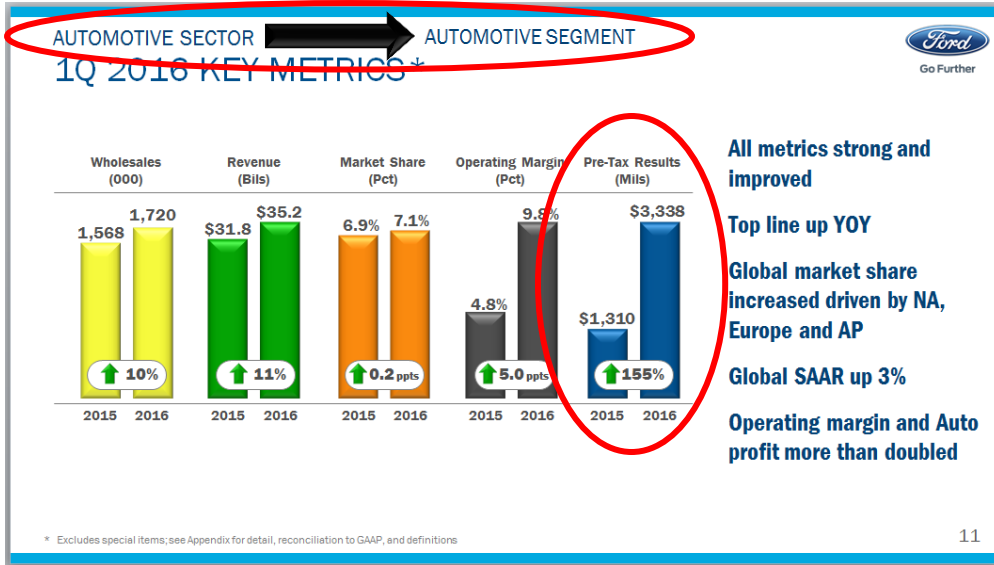 AUTOMOTIVE SECTOR AUTOMOTIVE SEGMENT
1Q 2016 KEY METRICS*
Ford
Go Further
Wholesales Revenue Market Share Operating Margin Pre-Tax Results
(000) (Bils) (Pct) (Pct) (Mils)
1,568 1,720 $31.8 $35.2 6.9% 7.1% 4.8% 9.8% $1,310 $3,338
10% 11% 0.2 ppts 5.0 ppts 155%
2015 2016 2015 2016 2015 2016 2015 2016 2015 2016
All metrics strong and
improved
Top line up YOY
Global market share
increased driven by NA,
Europe and AP
Global SAAR up 3%
Operating margin and Auto
profit more than doubled
* Excludes special items; see Appendix for detail, reconciliation to GAAP, and definitions
11